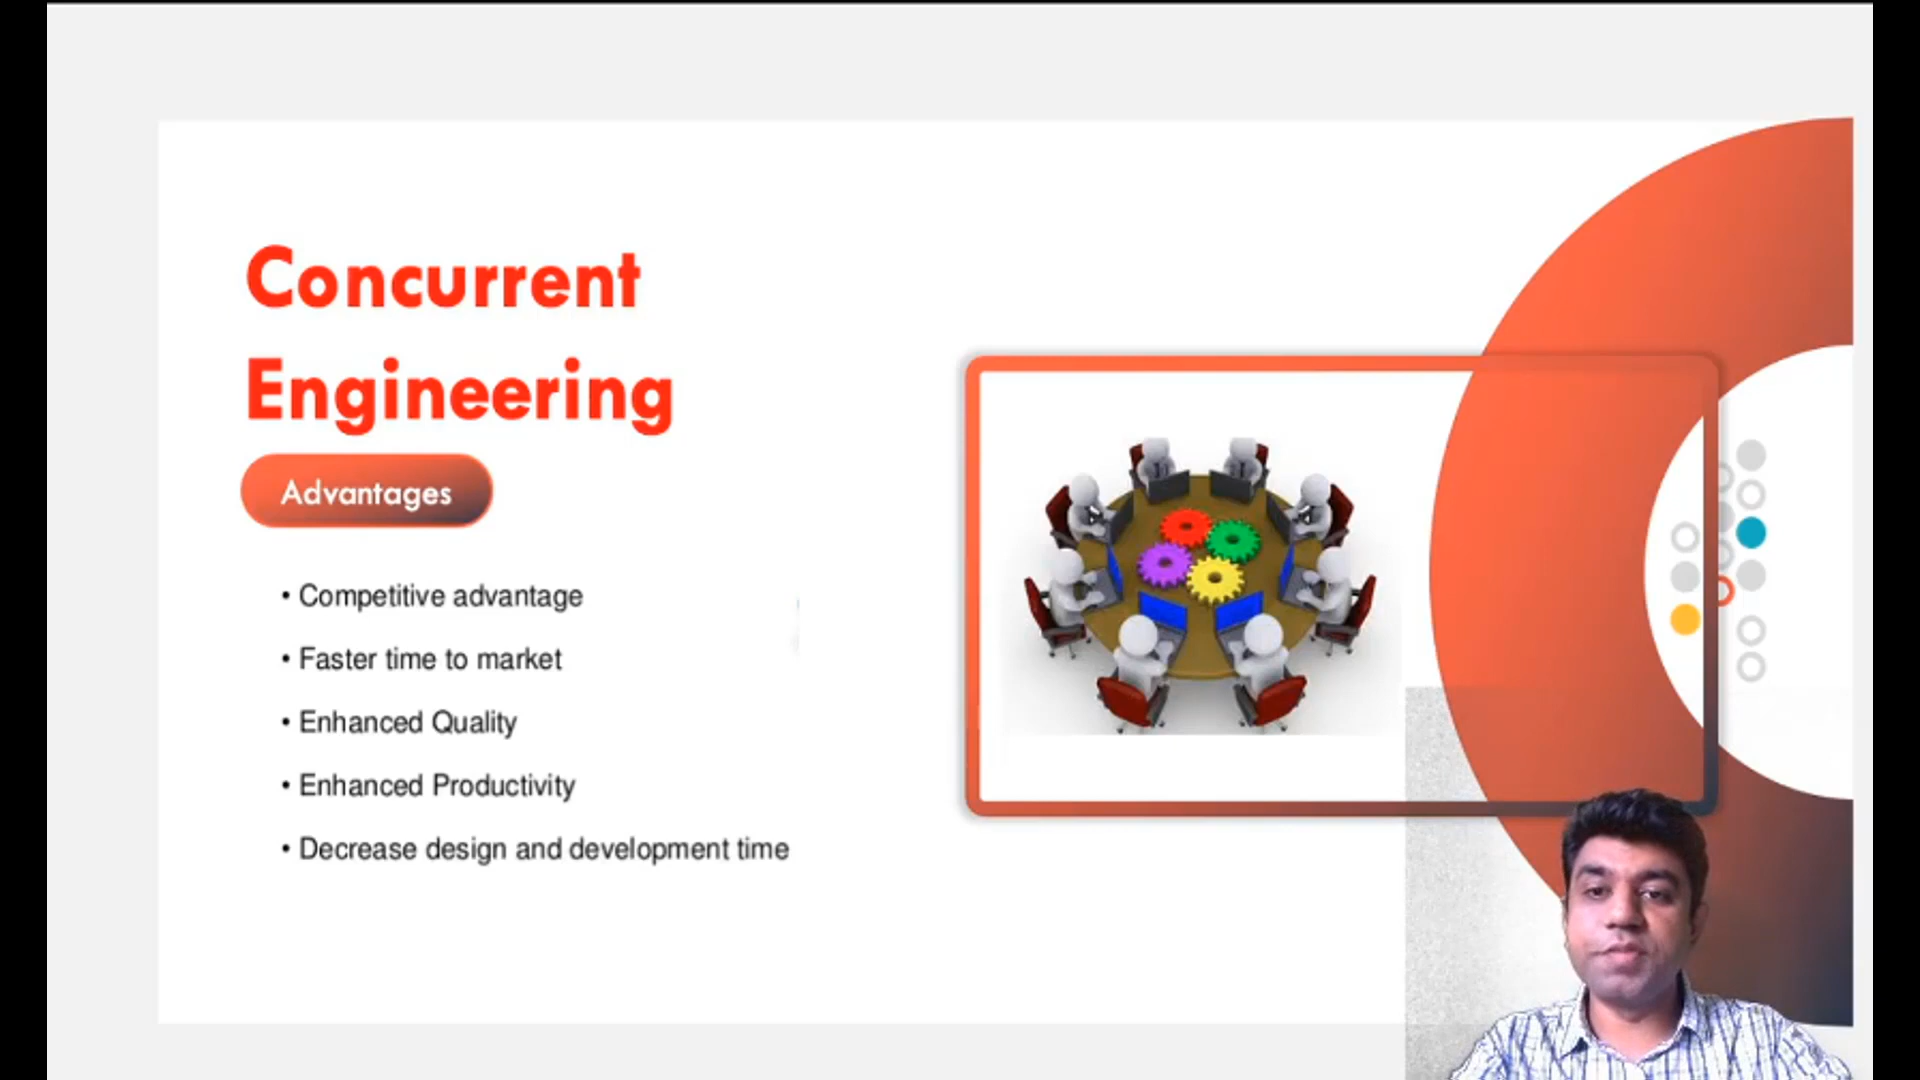 Concurrent
Engineering
Advantages
• Competitive advantage
• Faster time to market
• Enhanced Quality
• Enhanced Productivity
• Decrease design and development time